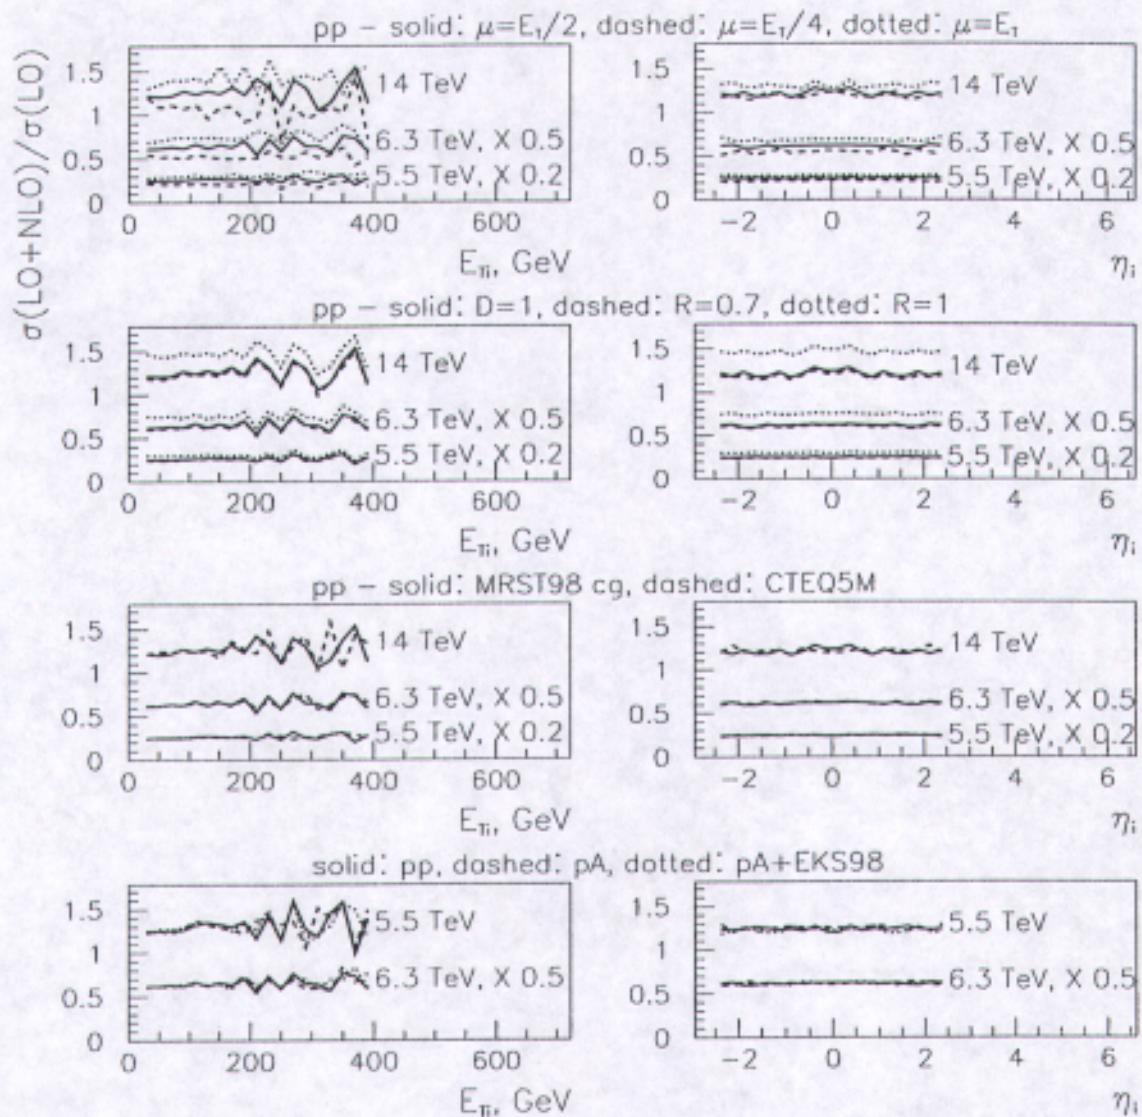 σ(LO+NLO)/σ(LO)
pp – solid: μ=E_T/2, dashed: μ=E_T/4, dotted: μ=E_T
1.5
1
0.5
0
14 TeV
6.3 TeV, X 0.5
5.5 TeV, X 0.2
0 200 400 600
E_Ti, GeV
1.5
1
0.5
0
14 TeV
6.3 TeV, X 0.5
5.5 TeV, X 0.2
−2 0 2 4 6
η_i
pp – solid: D=1, dashed: R=0.7, dotted: R=1
1.5
1
0.5
0
14 TeV
6.3 TeV, X 0.5
5.5 TeV, X 0.2
0 200 400 600
E_Ti, GeV
1.5
1
0.5
0
14 TeV
6.3 TeV, X 0.5
5.5 TeV, X 0.2
−2 0 2 4 6
η_i
pp – solid: MRST98 cg, dashed: CTEQ5M
1.5
1
0.5
0
14 TeV
6.3 TeV, X 0.5
5.5 TeV, X 0.2
0 200 400 600
E_Ti, GeV
1.5
1
0.5
0
14 TeV
6.3 TeV, X 0.5
5.5 TeV, X 0.2
−2 0 2 4 6
η_i
solid: pp, dashed: pA, dotted: pA+EKS98
1.5
1
0.5
0
5.5 TeV
6.3 TeV, X 0.5
0 200 400 600
E_Ti, GeV
1.5
1
0.5
0
5.5 TeV
6.3 TeV, X 0.5
−2 0 2 4 6
η_i